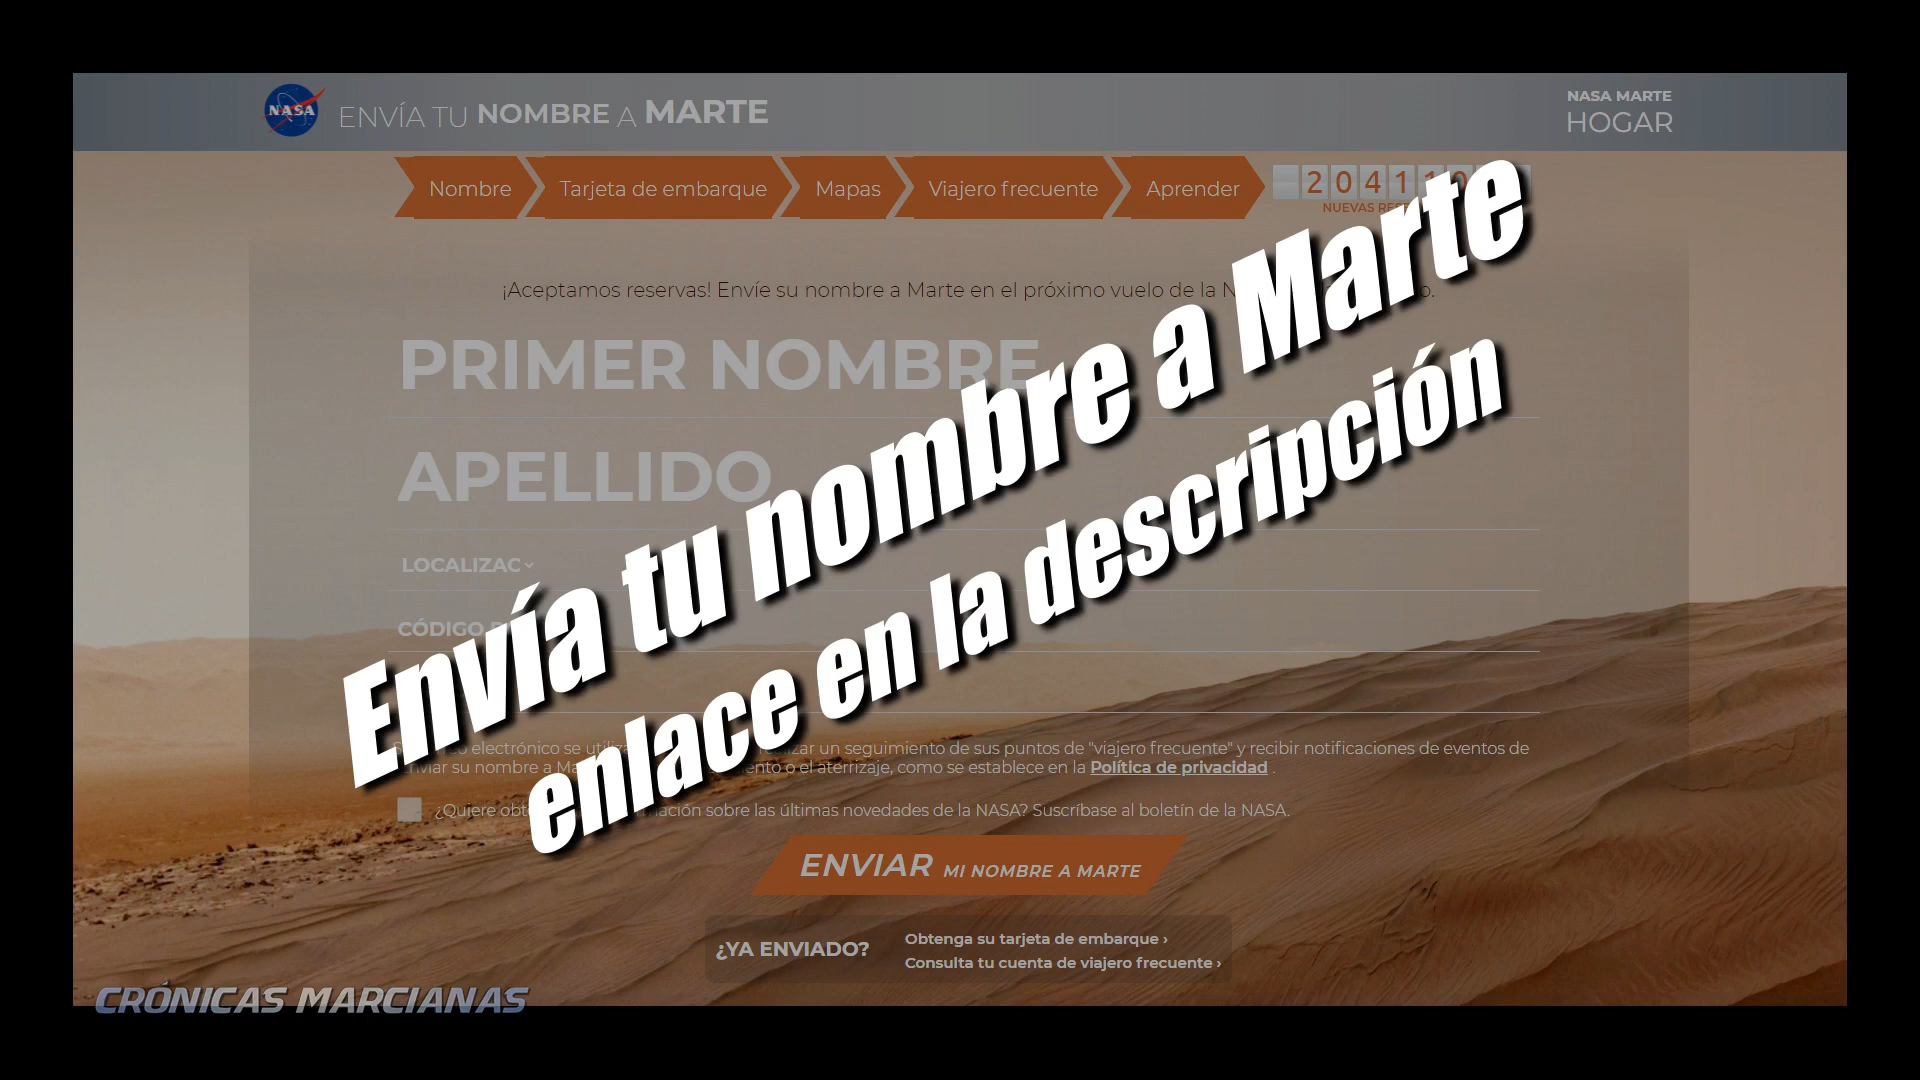 NASA
ENVÍA TU NOMBRE A MARTE
NASA MARTE
HOGAR
Nombre
Tarjeta de embarque
Mapas
Viajero frecuente
Aprender
20411
NUEVAS
¡Aceptamos reservas! Envíe su nombre a Marte en el próximo vuelo de la
PRIMER NOMBRE
APELLIDO
LOCALIZAC
CÓDIGO
Envía tu nombre a Marte
enlace en la descripción
electrónico se un seguimiento de sus puntos de "viajero frecuente" y recibir notificaciones de eventos de
su nombre a o el aterrizaje, como se establece en la Política de privacidad.
¿Quiere sobre las últimas novedades de la NASA? Suscríbase al boletín de la NASA.
ENVIAR MI NOMBRE A MARTE
¿YA ENVIADO?
Obtenga su tarjeta de embarque ›
Consulta tu cuenta de viajero frecuente ›
CRÓNICAS MARCIANAS